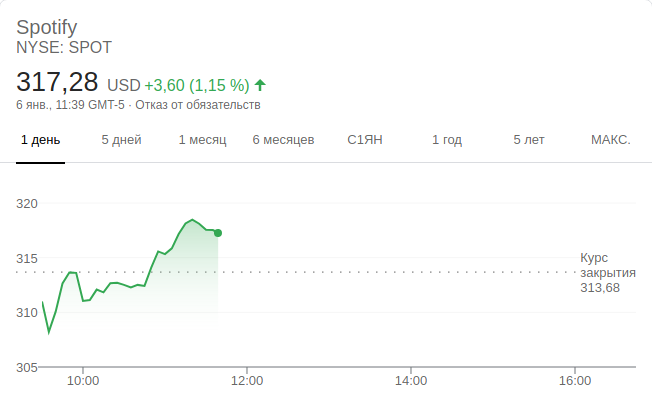 Spotify
NYSE: SPOT
317,28 USD +3,60 (1,15 %)
6 янв., 11:39 GMT-5 · Отказ от обязательств
1 день 5 дней 1 месяц 6 месяцев С1ЯН 1 год 5 лет МАКС.
320
315
310
305
Курс
закрытия
313,68
10:00 12:00 14:00 16:00